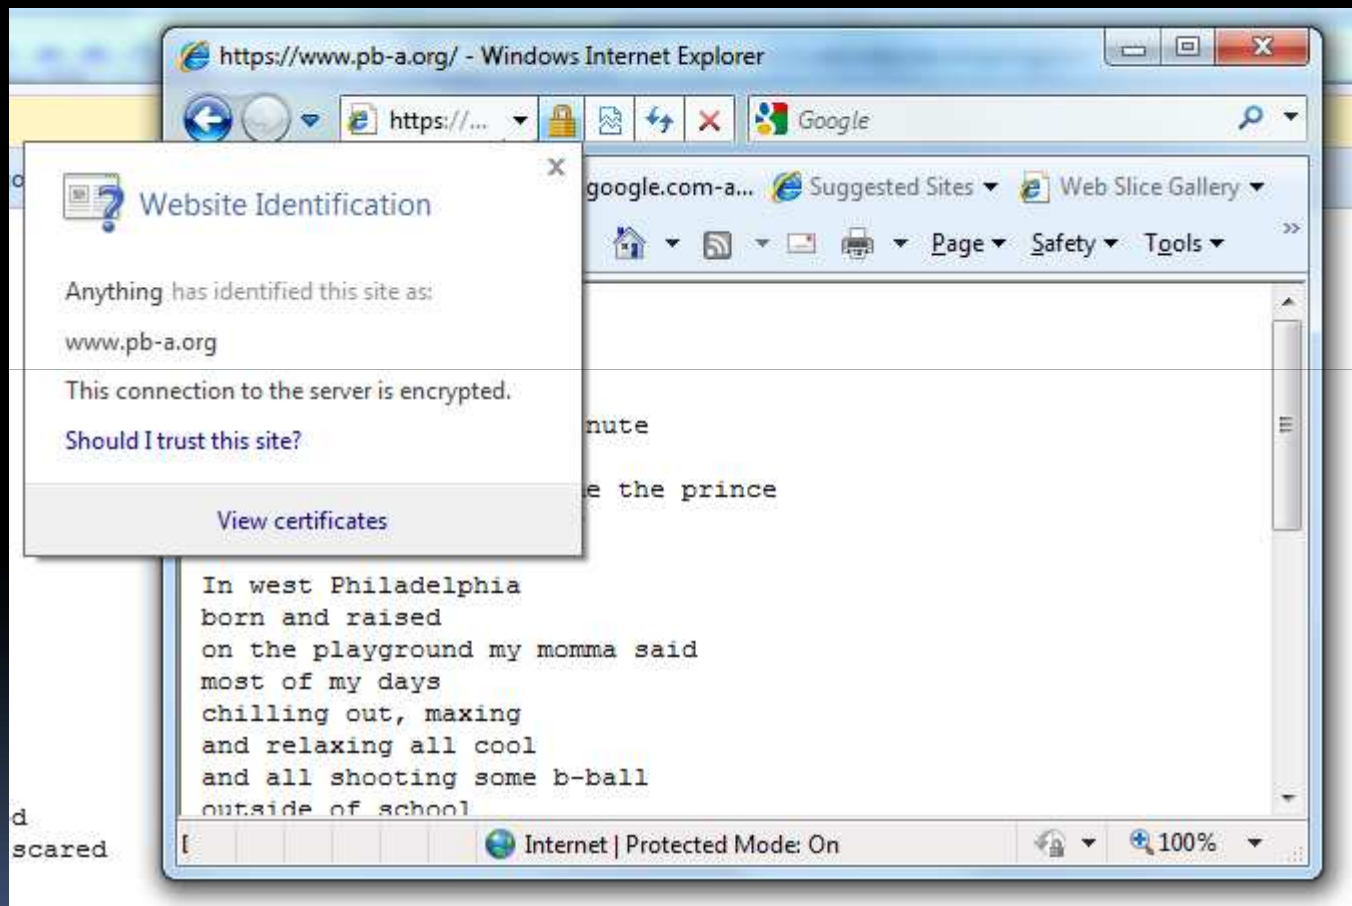 https://www.pb-a.org/ - Windows Internet Explorer
https://...
Google
google.com-a...
Suggested Sites
Web Slice Gallery
Page
Safety
Tools
»
Website Identification
Anything has identified this site as:
www.pb-a.org
This connection to the server is encrypted.
Should I trust this site?
View certificates
nute
the prince
In west Philadelphia
born and raised
on the playground my momma said
most of my days
chilling out, maxing
and relaxing all cool
and all shooting some b-ball
outside of school
d
scared
Internet | Protected Mode: On
100%